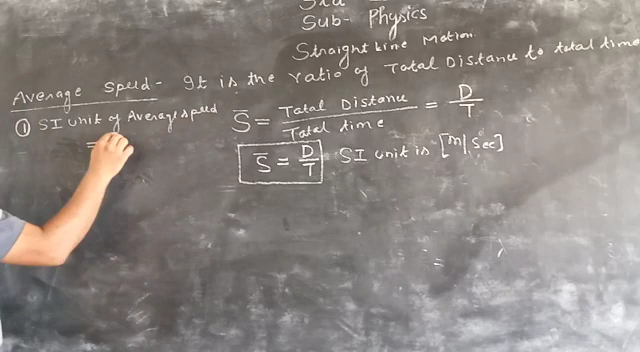 Std
Sub- Physics
Straight Line Motion
Average Speed- It is the ratio of Total Distance to total time
① SI unit of Average speed
=
S̅ = Total Distance / Total time = D / T
S̅ = D / T SI unit is [m/sec]